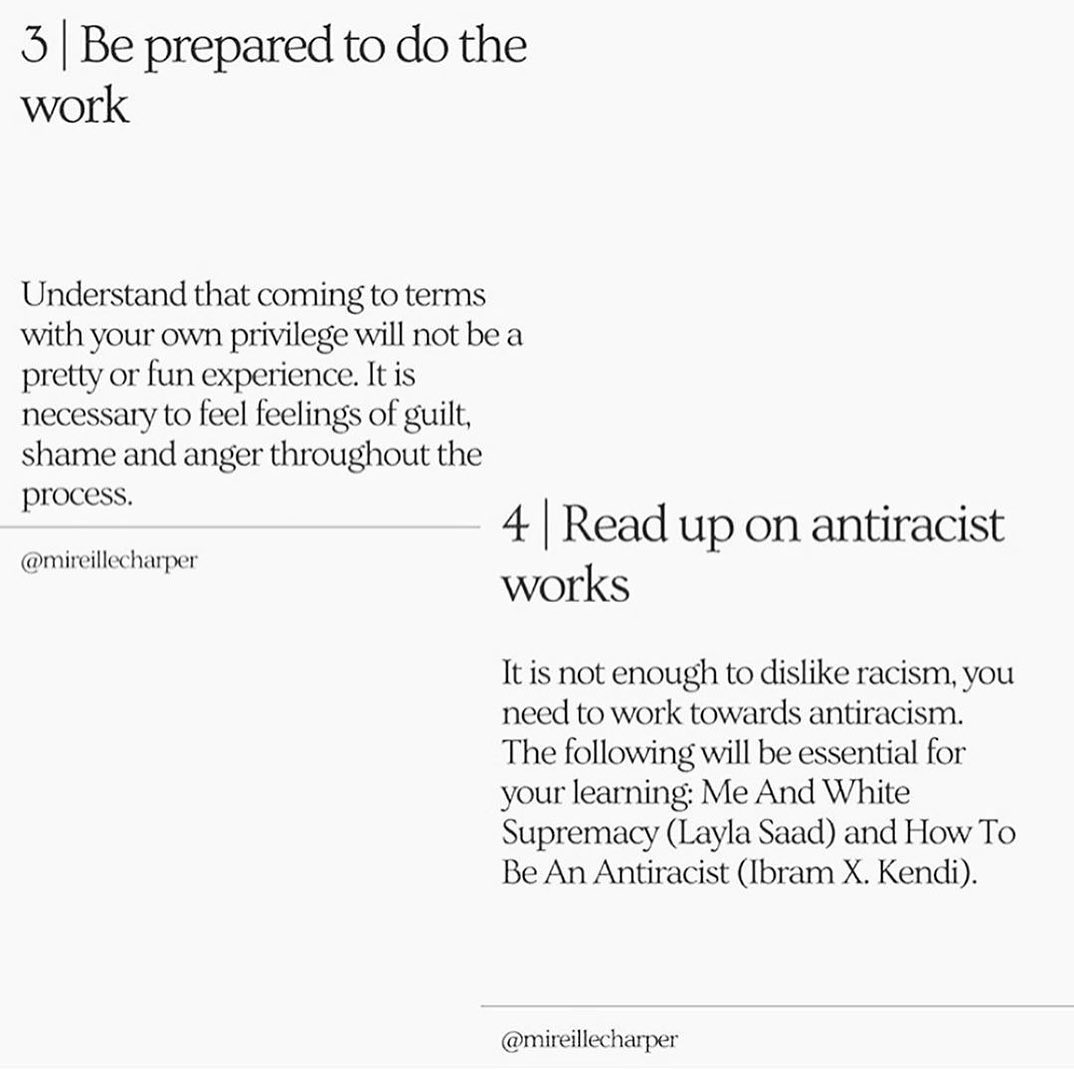 3 | Be prepared to do the
work
Understand that coming to terms
with your own privilege will not be a
pretty or fun experience. It is
necessary to feel feelings of guilt,
shame and anger throughout the
process.
@mireillecharper
4 | Read up on antiracist
works
It is not enough to dislike racism, you
need to work towards antiracism.
The following will be essential for
your learning: Me And White
Supremacy (Layla Saad) and How To
Be An Antiracist (Ibram X. Kendi).
@mireillecharper